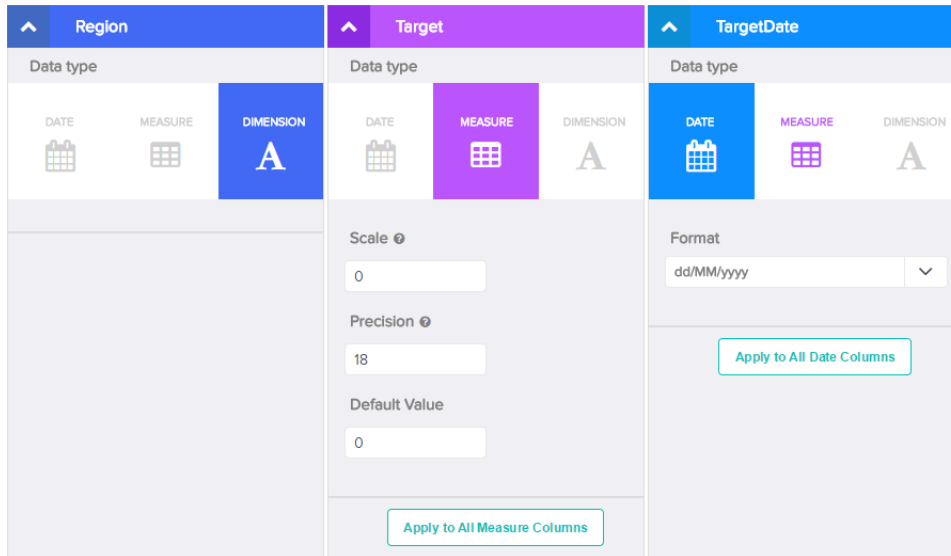 Region
Data type
DATE MEASURE DIMENSION
A
Target
Data type
DATE MEASURE DIMENSION
A
Scale ?
0
Precision ?
18
Default Value
0
Apply to All Measure Columns
TargetDate
Data type
DATE MEASURE DIMENSION
A
Format
dd/MM/yyyy
Apply to All Date Columns